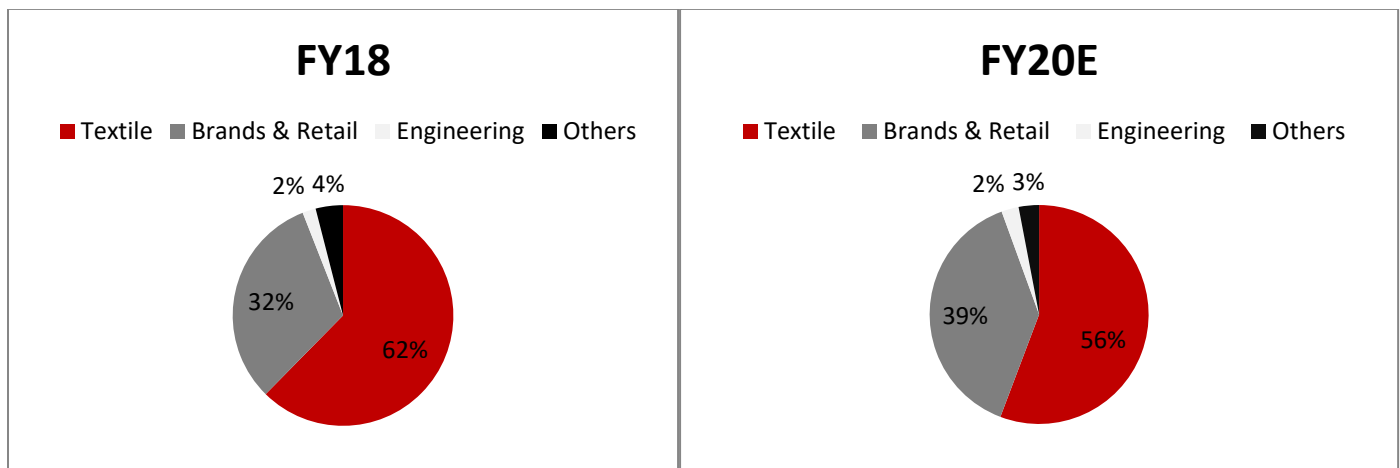 FY18
Textile Brands & Retail Engineering Others
2% 4%
32%
62%
FY20E
Textile Brands & Retail Engineering Others
2% 3%
39%
56%